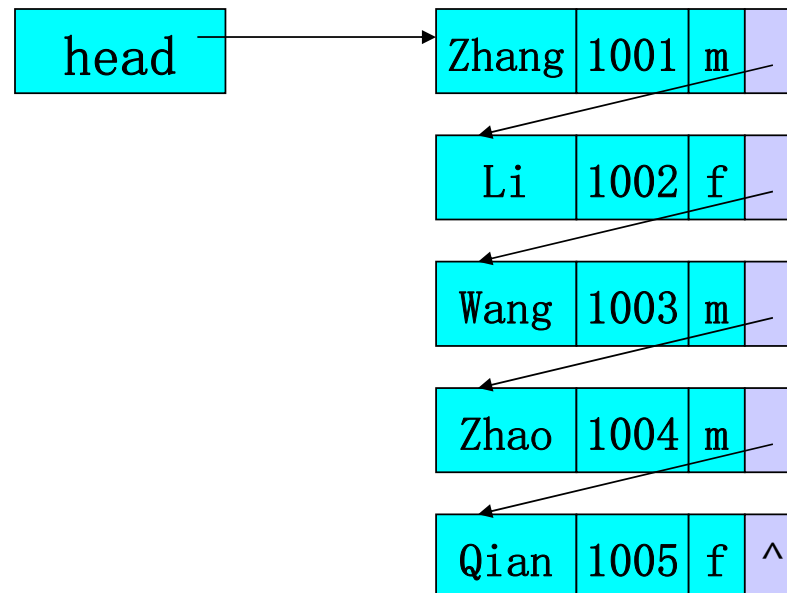 head Zhang 1001 m
Li 1002 f
Wang 1003 m
Zhao 1004 m
Qian 1005 f ^